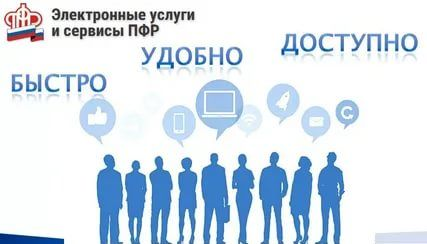 Электронные услуги
и сервисы ПФР
БЫСТРО
УДОБНО
ДОСТУПНО